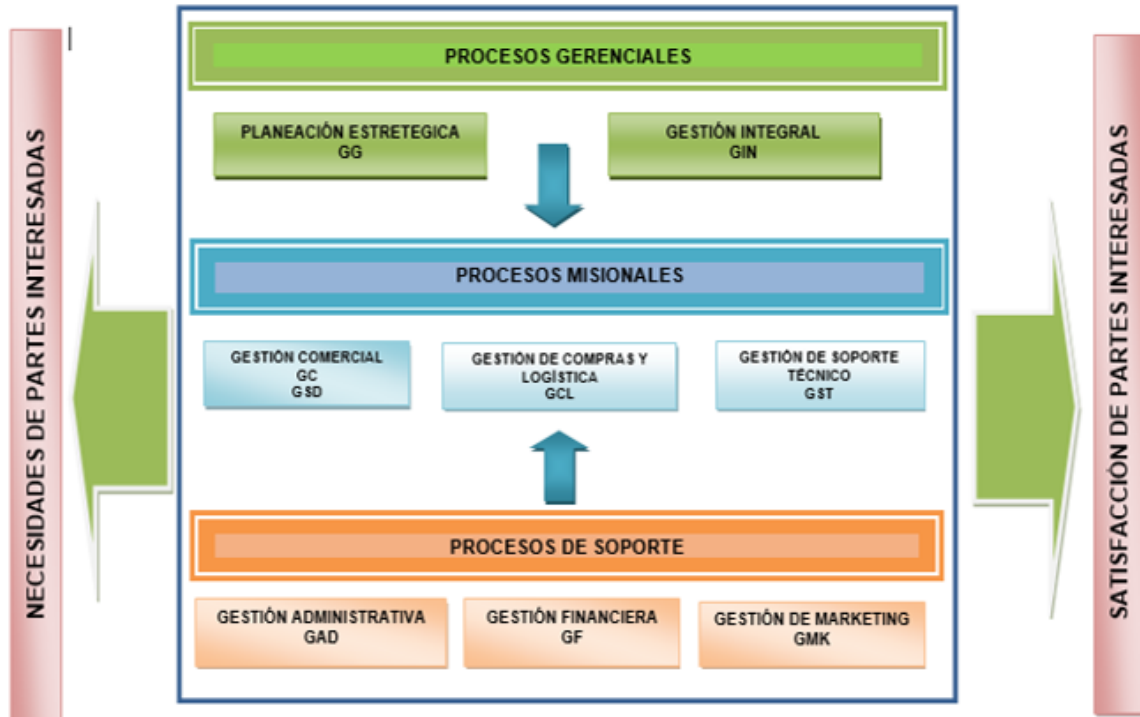 NECESIDADES DE PARTES INTERESADAS
PROCESOS GERENCIALES
PLANEACIÓN ESTRETEGICA
GG
GESTIÓN INTEGRAL
GIN
PROCESOS MISIONALES
GESTIÓN COMERCIAL
GC
GSD
GESTIÓN DE COMPRAS Y
LOGÍSTICA
GCL
GESTIÓN DE SOPORTE
TÉCNICO
GST
PROCESOS DE SOPORTE
GESTIÓN ADMINISTRATIVA
GAD
GESTIÓN FINANCIERA
GF
GESTIÓN DE MARKETING
GMK
SATISFACCIÓN DE PARTES INTERESADAS